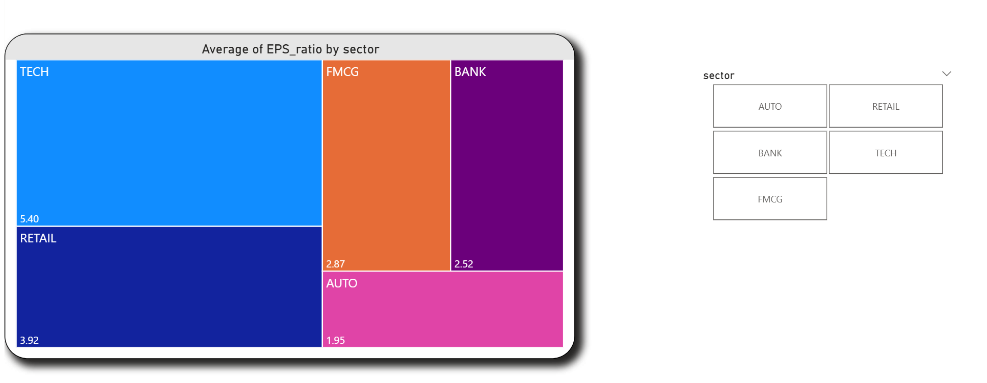 Average of EPS_ratio by sector
TECH
5.40
RETAIL
3.92
FMCG
2.87
BANK
2.52
AUTO
1.95
sector
AUTO
RETAIL
BANK
TECH
FMCG